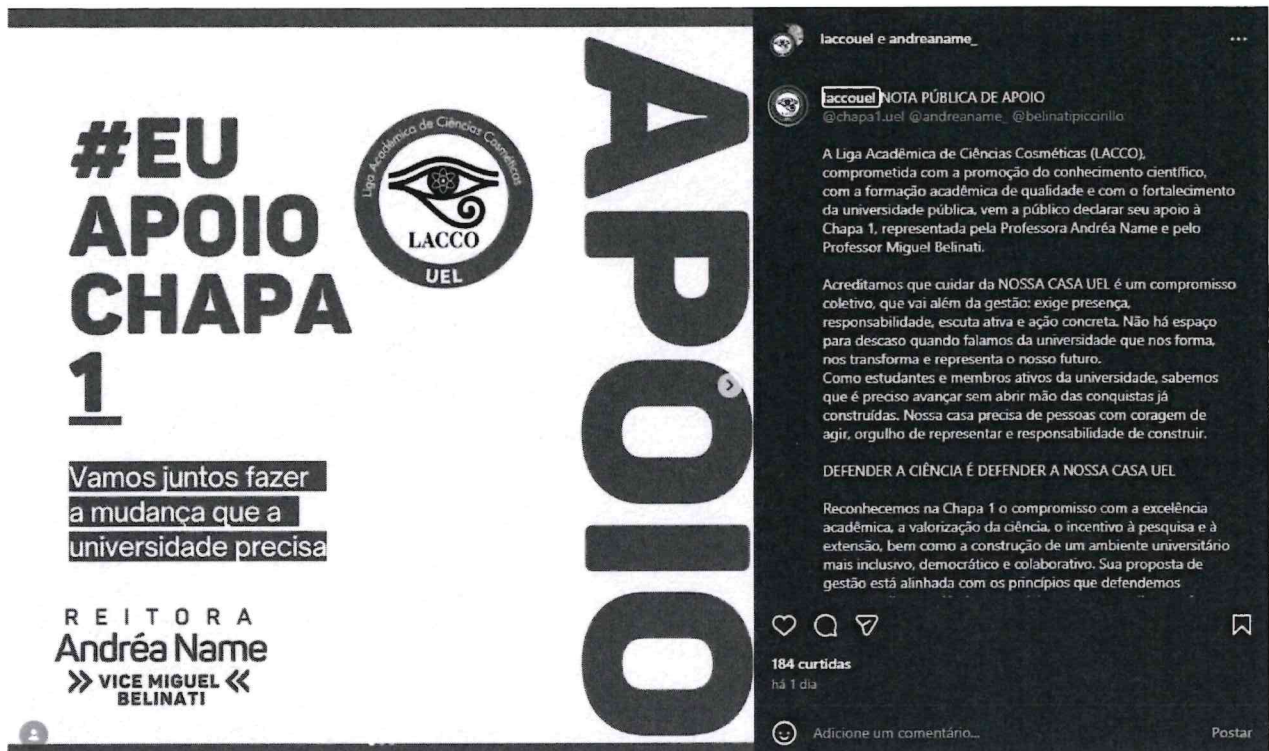 #EU
APOIO
CHAPA
1
Liga Acadêmica de Ciências Cosméticas
LACCO
UEL
Vamos juntos fazer
a mudança que a
universidade precisa
REITORA
Andréa Name
VICE MIGUEL
BELINATI
APOIO
laccouel e andreaname_
laccouel NOTA PÚBLICA DE APOIO
@chapa1.uel @andreaname_ @belinatipiccirillo
A Liga Acadêmica de Ciências Cosméticas (LACCO),
comprometida com a promoção do conhecimento científico,
com a formação acadêmica de qualidade e com o fortalecimento
da universidade pública, vem a público declarar seu apoio à
Chapa 1, representada pela Professora Andréa Name e pelo
Professor Miguel Belinati.
Acreditamos que cuidar da NOSSA CASA UEL é um compromisso
coletivo, que vai além da gestão: exige presença,
responsabilidade, escuta ativa e ação concreta. Não há espaço
para descaso quando falamos da universidade que nos forma,
nos transforma e representa o nosso futuro.
Como estudantes e membros ativos da universidade, sabemos
que é preciso avançar sem abrir mão das conquistas já
construídas. Nossa casa precisa de pessoas com coragem de
agir, orgulho de representar e responsabilidade de construir.
DEFENDER A CIÊNCIA É DEFENDER A NOSSA CASA UEL
Reconhecemos na Chapa 1 o compromisso com a excelência
acadêmica, a valorização da ciência, o incentivo à pesquisa e à
extensão, bem como a construção de um ambiente universitário
mais inclusivo, democrático e colaborativo. Sua proposta de
gestão está alinhada com os princípios que defendemos
184 curtidas
há 1 dia
Adicione um comentário...
Postar